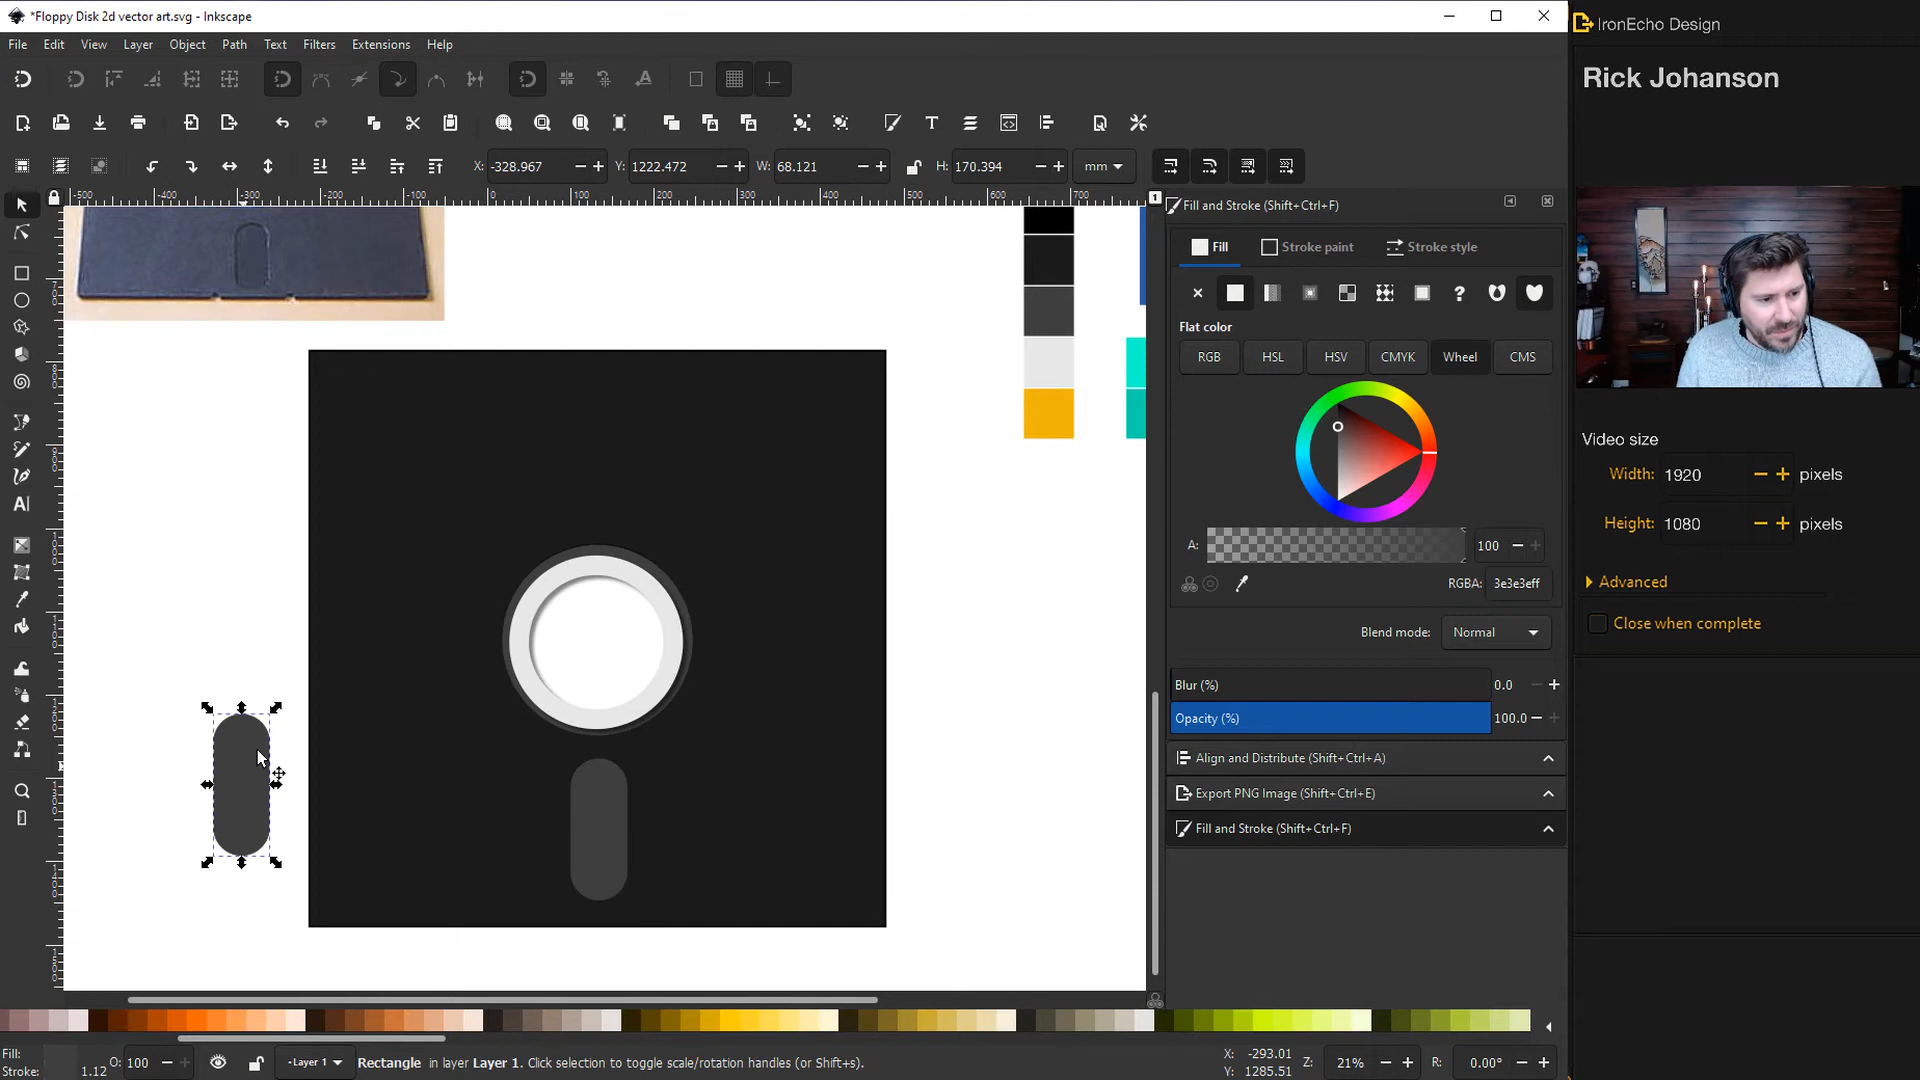 *Floppy Disk 2d vector art.svg - Inkscape
IronEcho Design
File Edit View Layer Object Path Text Filters Extensions Help
Rick Johanson
X: -328.967 Y: 1222.472 W: 68.121 H: 170.394 mm
Fill and Stroke (Shift+Ctrl+F)
Fill Stroke paint Stroke style
Flat color
RGB HSL HSV CMYK Wheel CMS
Video size
Width: 1920 pixels
Height: 1080 pixels
A: 100
RGBA: 3e3e3eff
Advanced
Close when complete
Blend mode: Normal
Blur (%) 0.0
Opacity (%) 100.0
Align and Distribute (Shift+Ctrl+A)
Export PNG Image (Shift+Ctrl+E)
Fill and Stroke (Shift+Ctrl+F)
Fill:
Stroke: 1.12 O: 100 Layer 1 Rectangle in layer Layer 1. Click selection to toggle scale/rotation handles (or Shift+s).
X: -293.01
Y: 1285.51
Z: 21% R: 0.00°